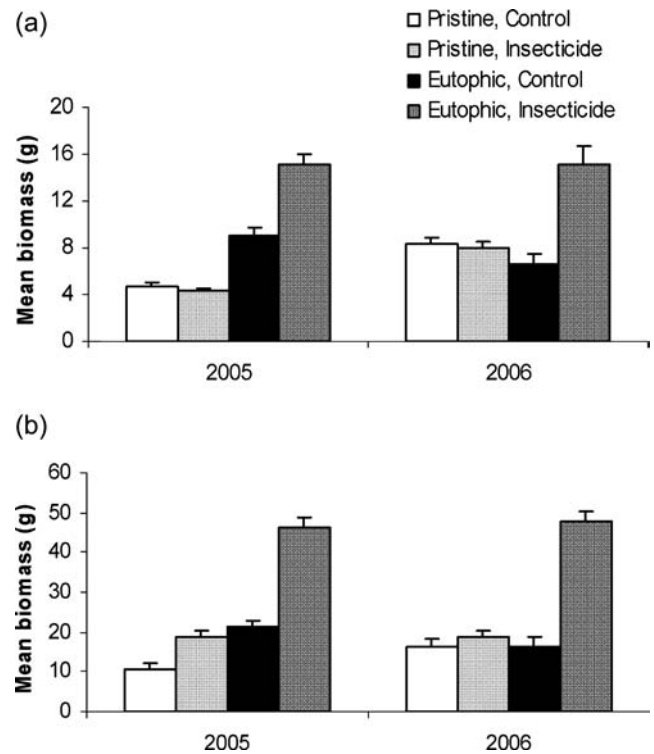 (a)
Pristine, Control
Pristine, Insecticide
Eutophic, Control
Eutophic, Insecticide
20
16
12
8
4
0
Mean biomass (g)
2005 2006
(b)
60
50
40
30
20
10
0
Mean biomass (g)
2005 2006